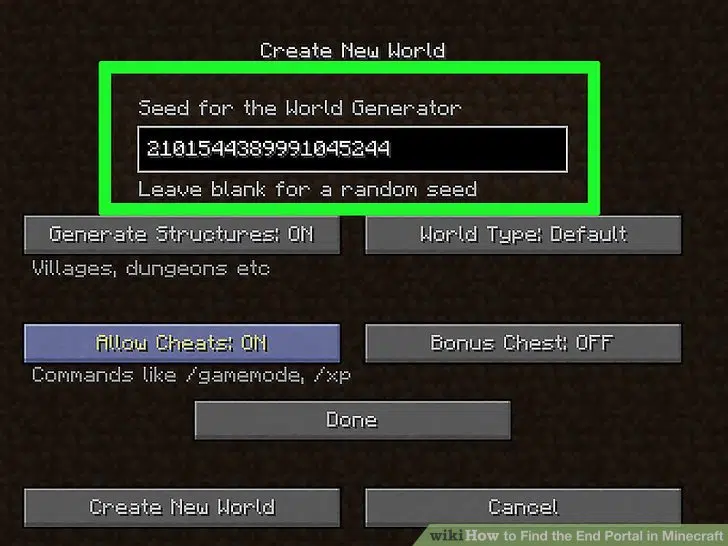 Create New World
Seed for the World Generator
2101544389991045244
Leave blank for a random seed
Generate Structures: ON
World Type: Default
Villages, dungeons etc
Allow Cheats: ON
Bonus Chest: OFF
Commands like /gamemode, /xp
Done
Create New World
Cancel
wikiHow to Find the End Portal in Minecraft